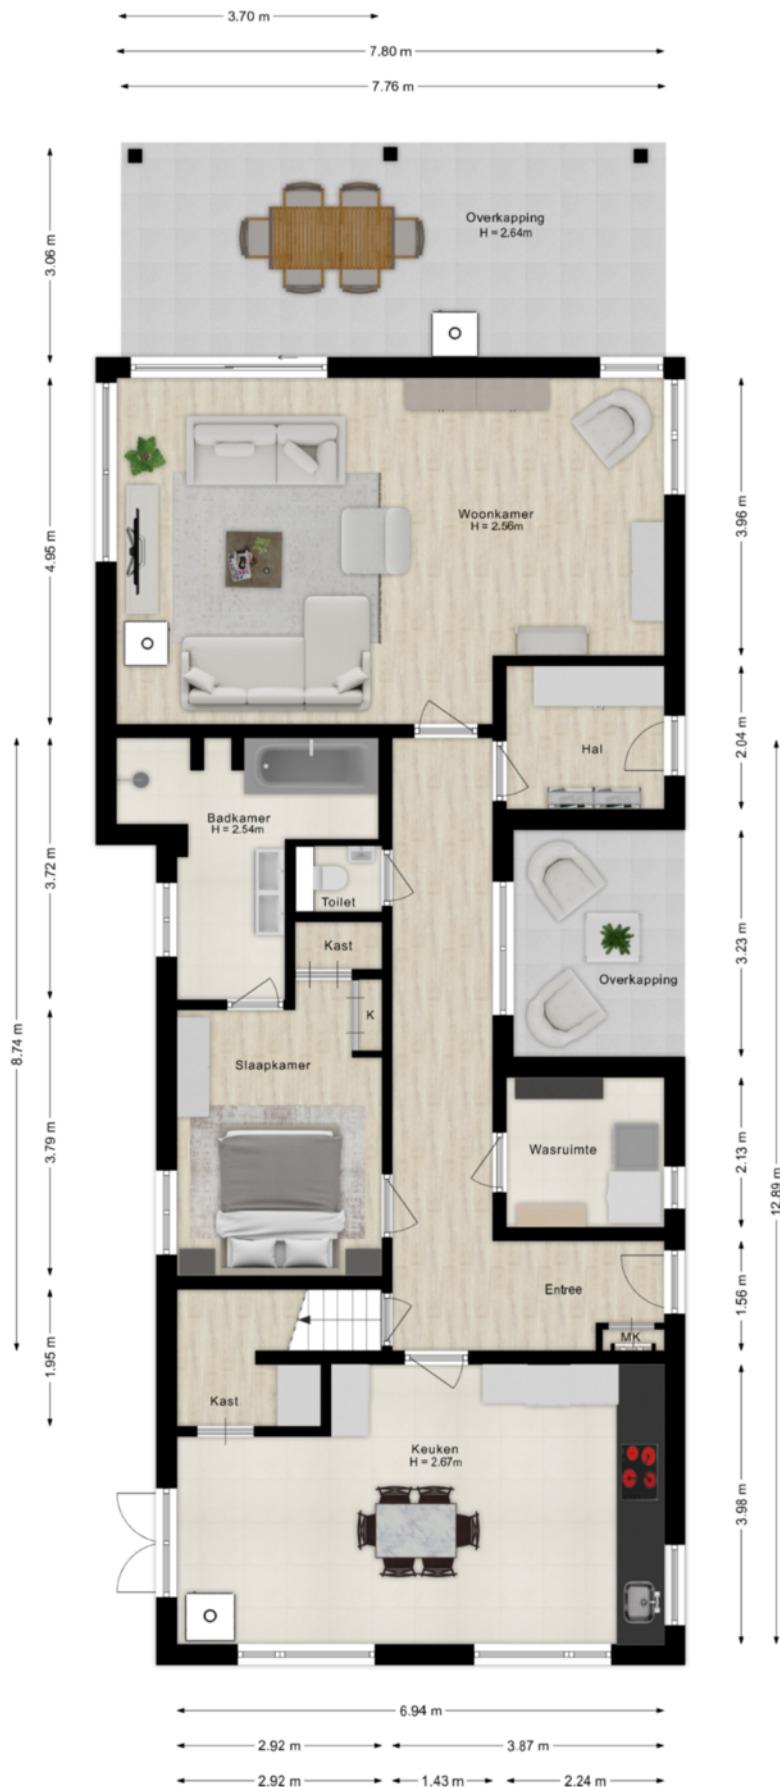 3.70 m
7.80 m
7.76 m
3.06 m
Overkapping
H = 2.64m
4.95 m
Woonkamer
H = 2.56m
3.96 m
Hal
2.04 m
Badkamer
H = 2.54m
3.72 m
Toilet
Kast
K
Overkapping
3.23 m
8.74 m
Slaapkamer
3.79 m
Wasruimte
2.13 m
12.89 m
Entree
1.56 m
MK
1.95 m
Kast
Keuken
H = 2.67m
3.98 m
6.94 m
2.92 m
3.87 m
2.92 m
1.43 m
2.24 m